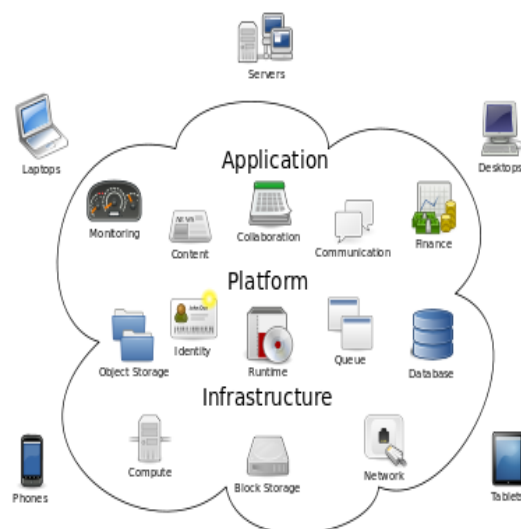 Servers
Laptops
Desktops
Application
Monitoring
Content
NEWS
Collaboration
Communication
Finance
Platform
Object Storage
Identity
Runtime
Queue
Database
Infrastructure
Compute
Block Storage
Network
Phones
Tablets